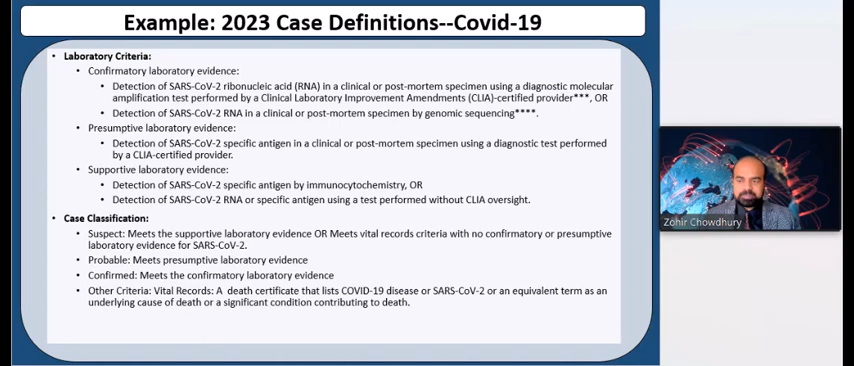 Example: 2023 Case Definitions--Covid-19
• Laboratory Criteria:
• Confirmatory laboratory evidence:
• Detection of SARS-CoV-2 ribonucleic acid (RNA) in a clinical or post-mortem specimen using a diagnostic molecular
amplification test performed by a Clinical Laboratory Improvement Amendments (CLIA)-certified provider***, OR
• Detection of SARS-CoV-2 RNA in a clinical or post-mortem specimen by genomic sequencing****.
• Presumptive laboratory evidence:
• Detection of SARS-CoV-2 specific antigen in a clinical or post-mortem specimen using a diagnostic test performed
by a CLIA-certified provider.
• Supportive laboratory evidence:
• Detection of SARS-CoV-2 specific antigen by immunocytochemistry, OR
• Detection of SARS-CoV-2 RNA or specific antigen using a test performed without CLIA oversight.
• Case Classification:
• Suspect: Meets the supportive laboratory evidence OR Meets vital records criteria with no confirmatory or presumptive
laboratory evidence for SARS-CoV-2.
• Probable: Meets presumptive laboratory evidence
• Confirmed: Meets the confirmatory laboratory evidence
• Other Criteria: Vital Records: A death certificate that lists COVID-19 disease or SARS-CoV-2 or an equivalent term as an
underlying cause of death or a significant condition contributing to death.
Zohir Chowdhury